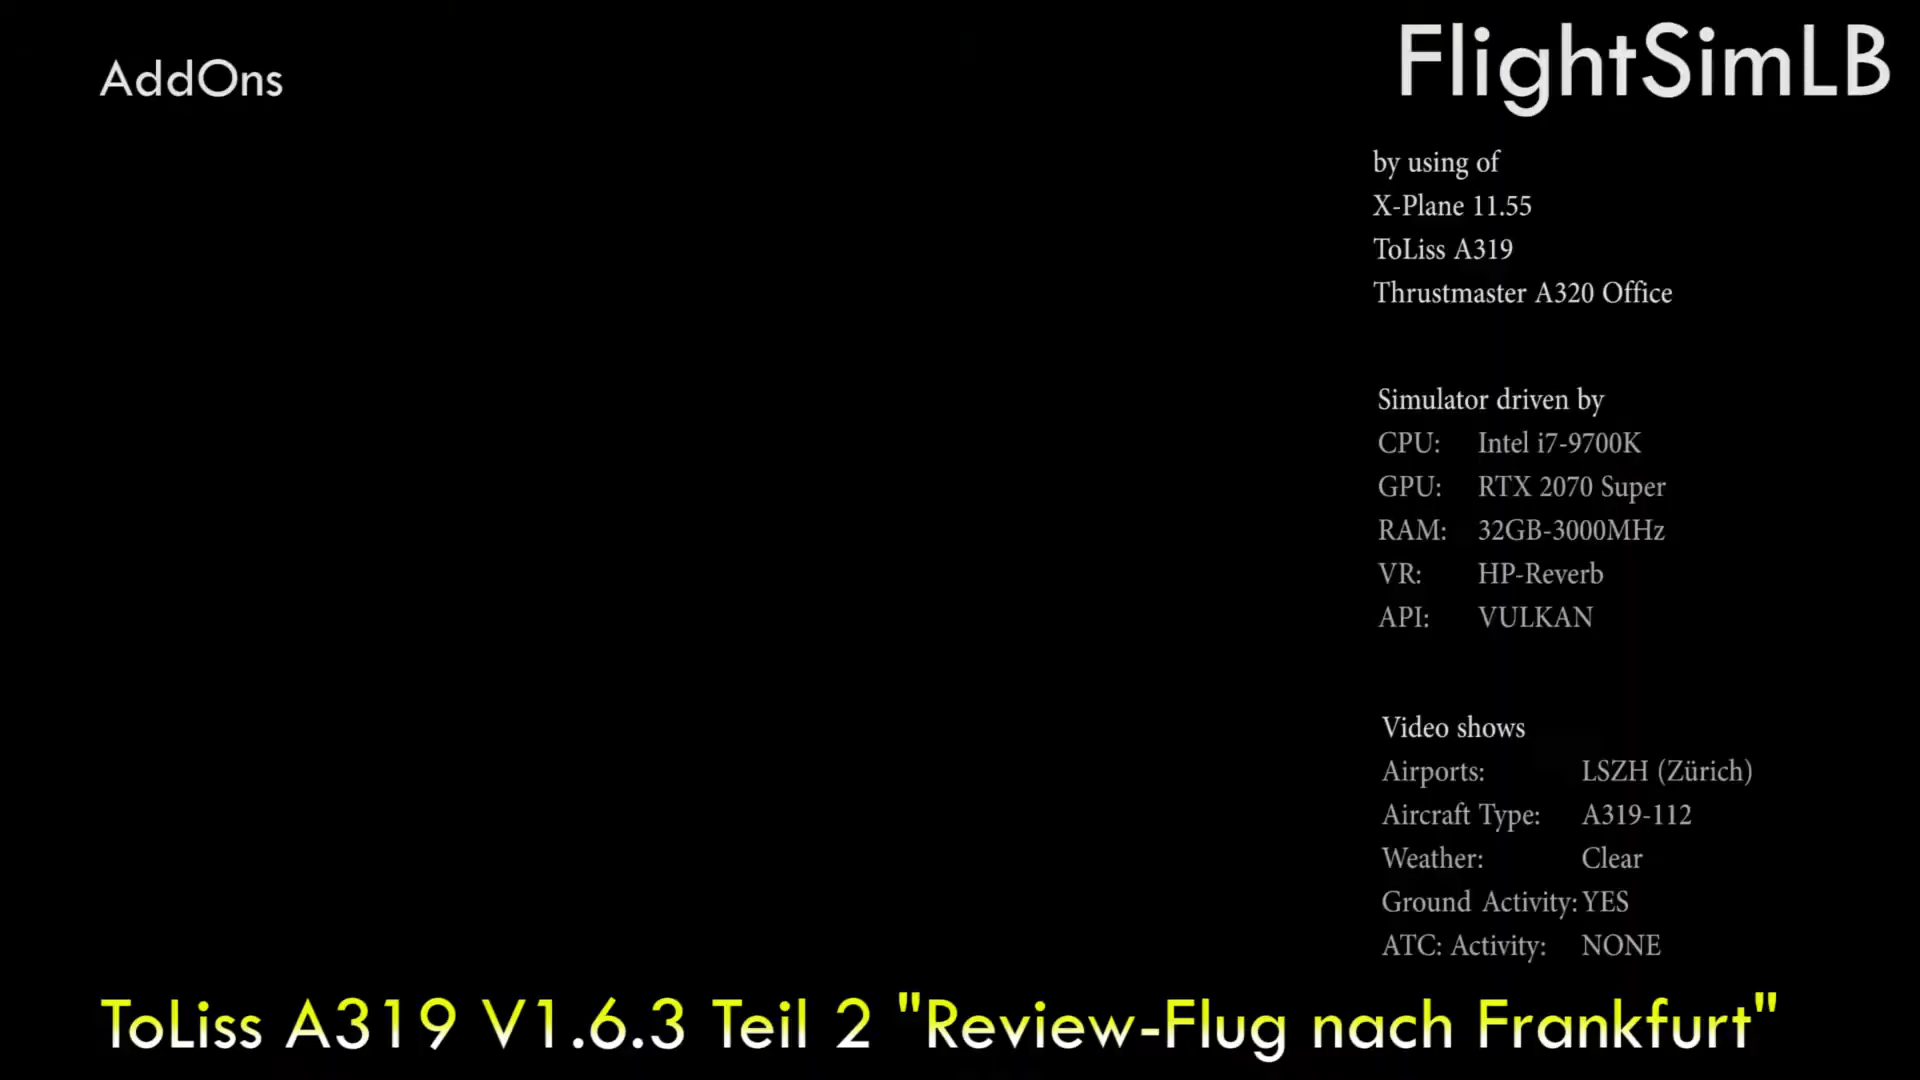 AddOns
FlightSimLB
by using of
X-Plane 11.55
ToLiss A319
Thrustmaster A320 Office
Simulator driven by
CPU: Intel i7-9700K
GPU: RTX 2070 Super
RAM: 32GB-3000MHz
VR: HP-Reverb
API: VULKAN
Video shows
Airports: LSZH (Zürich)
Aircraft Type: A319-112
Weather: Clear
Ground Activity: YES
ATC: Activity: NONE
ToLiss A319 V1.6.3 Teil 2 "Review-Flug nach Frankfurt"